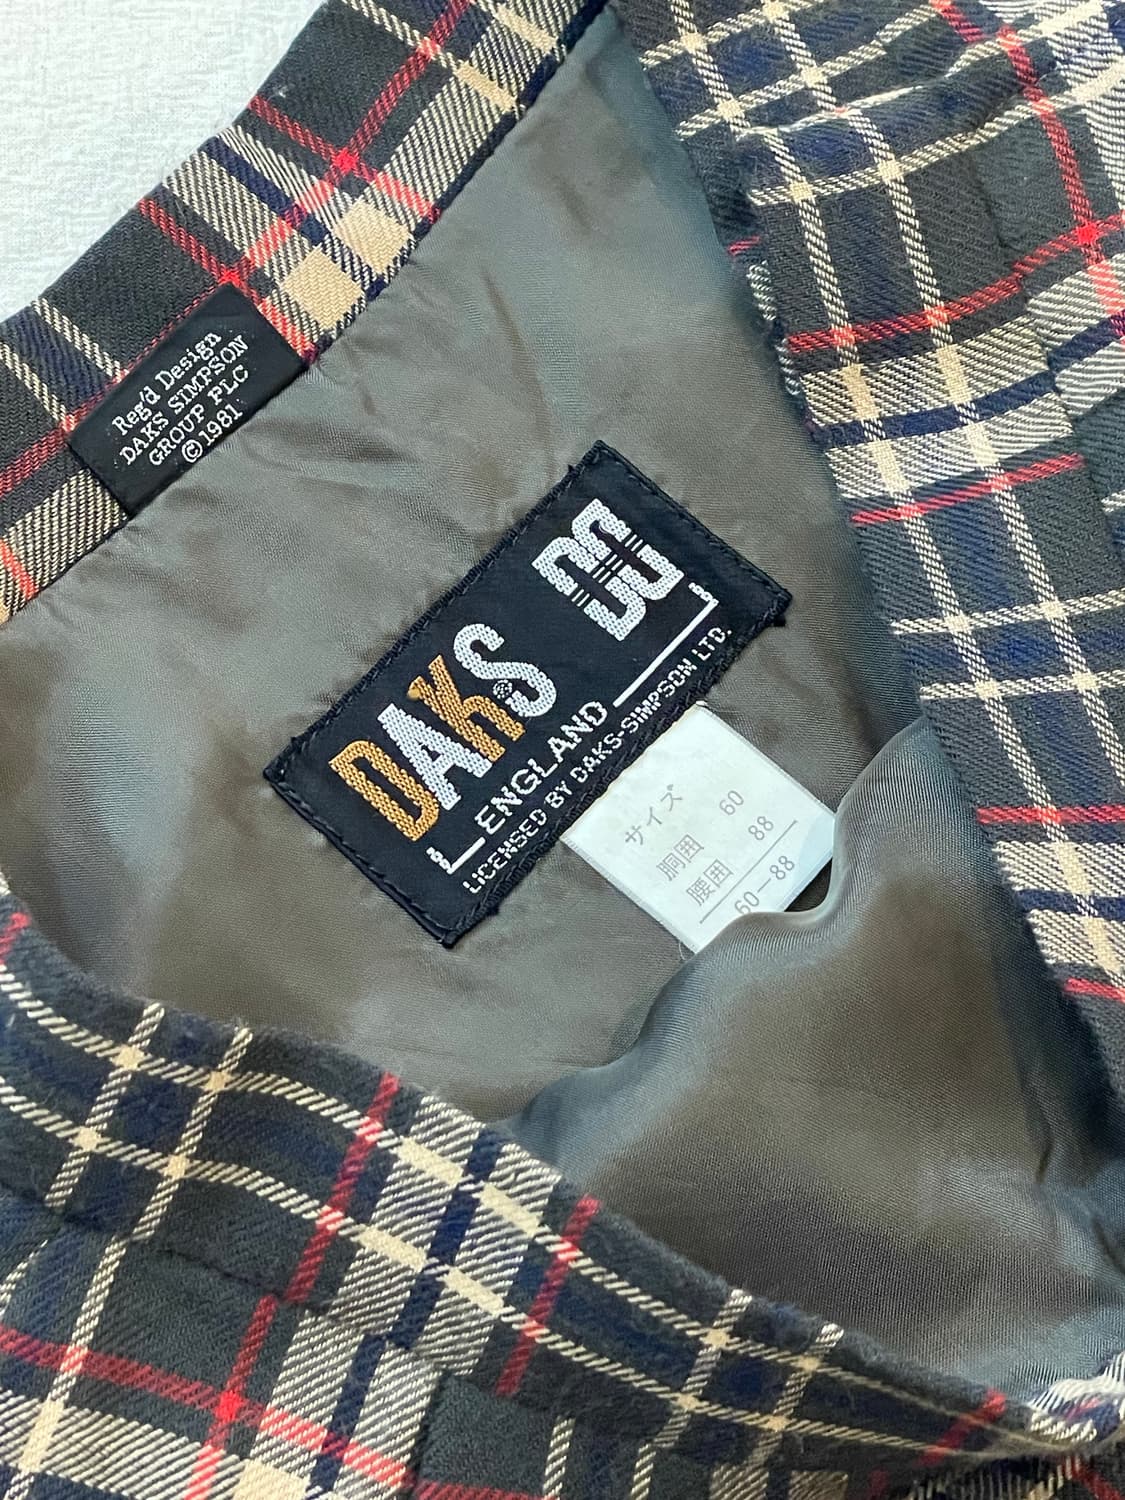 Reg'd Design
DAKS SIMPSON
GROUP PLC
©1981
DAKS®
ENGLAND
LICENSED BY DAKS-SIMPSON LTD.
サイズ
胴囲 60
腰囲 88
60-88